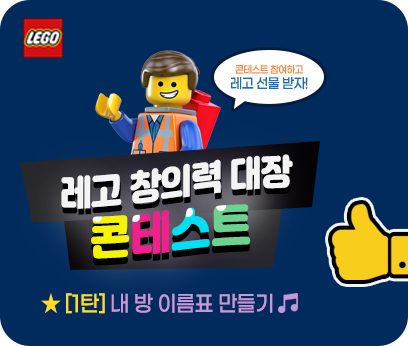 LEGO
콘테스트 참여하고
레고 선물 받자!
레고 창의력 대장
콘테스트
★ [1탄] 내 방 이름표 만들기 🎵